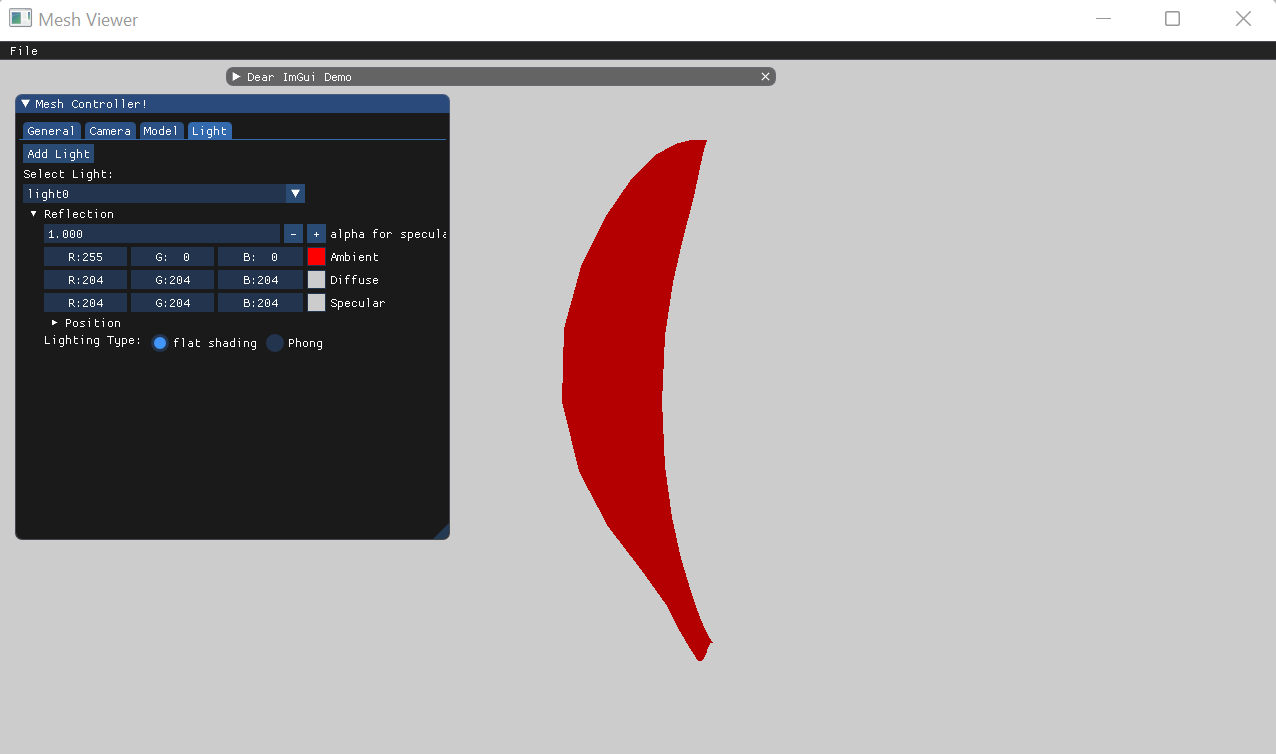 Mesh Viewer
File
Dear ImGui Demo
Mesh Controller!
General Camera Model Light
Add Light
Select Light:
light0
Reflection
1.000 - + alpha for specula
R:255 G: 0 B: 0 Ambient
R:204 G:204 B:204 Diffuse
R:204 G:204 B:204 Specular
Position
Lighting Type: flat shading Phong